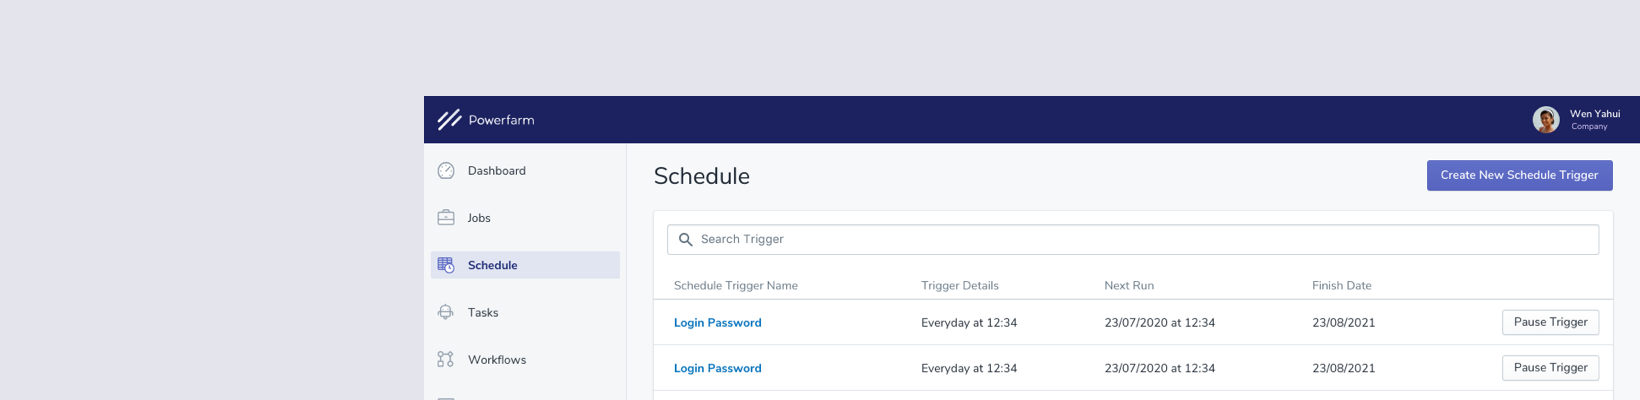 Powerfarm
Wen Yahui
Company
Dashboard
Jobs
Schedule
Tasks
Workflows
Schedule
Create New Schedule Trigger
Search Trigger
Schedule Trigger Name Trigger Details Next Run Finish Date
Login Password Everyday at 12:34 23/07/2020 at 12:34 23/08/2021 Pause Trigger
Login Password Everyday at 12:34 23/07/2020 at 12:34 23/08/2021 Pause Trigger